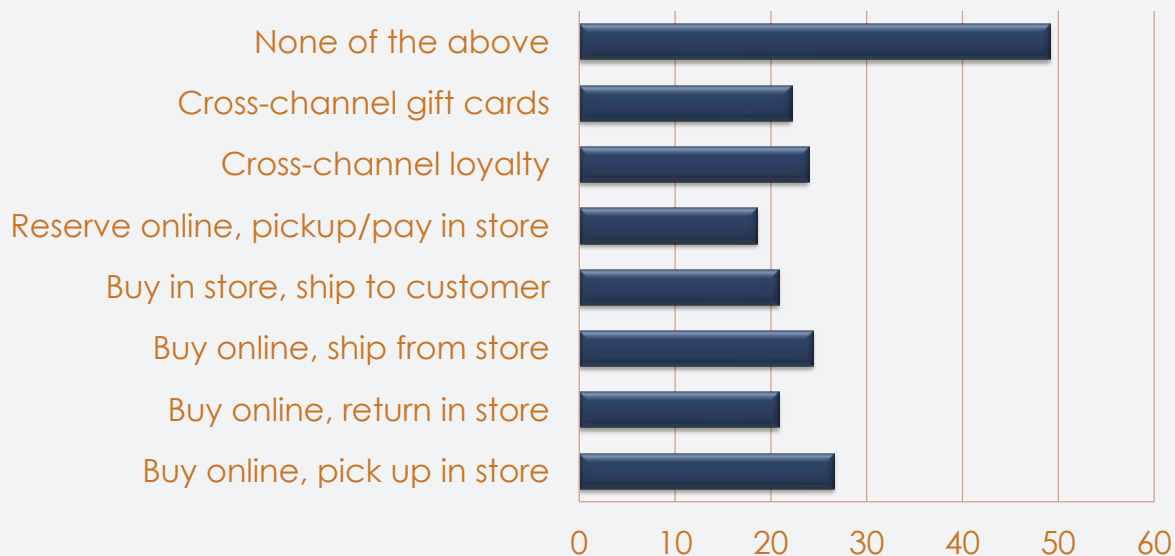 None of the above
Cross-channel gift cards
Cross-channel loyalty
Reserve online, pickup/pay in store
Buy in store, ship to customer
Buy online, ship from store
Buy online, return in store
Buy online, pick up in store
0 10 20 30 40 50 60